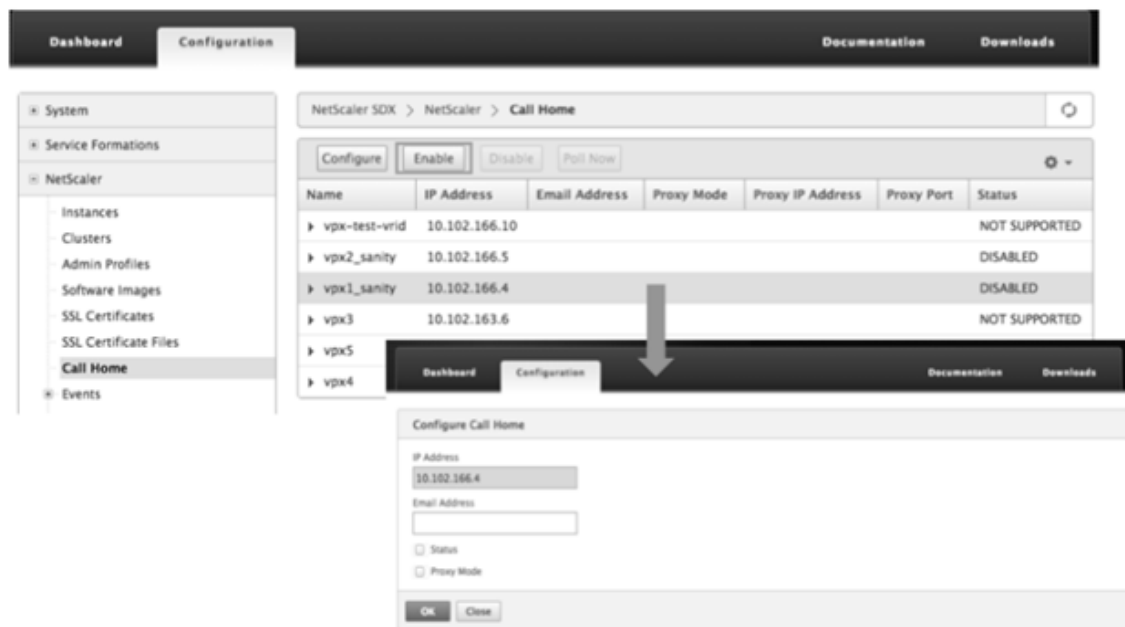 Dashboard Configuration Documentation Downloads
System
Service Formations
NetScaler
Instances
Clusters
Admin Profiles
Software Images
SSL Certificates
SSL Certificate Files
Call Home
Events
NetScaler SDX > NetScaler > Call Home
Configure Enable Disable Poll Now
Name IP Address Email Address Proxy Mode Proxy IP Address Proxy Port Status
vpx-test-vrid 10.102.166.10 NOT SUPPORTED
vpx2_sanity 10.102.166.5 DISABLED
vpx1_sanity 10.102.166.4 DISABLED
vpx3 10.102.163.6 NOT SUPPORTED
vpx5
vpx4
Dashboard Configuration Documentation Downloads
Configure Call Home
IP Address
10.102.166.4
Email Address
Status
Proxy Mode
OK Close